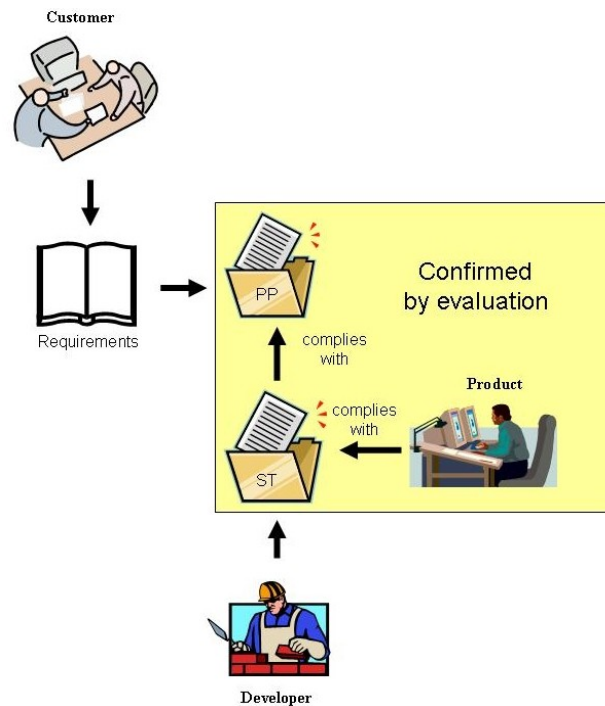 Customer
Requirements
PP
Confirmed
by evaluation
complies
with
Product
complies
with
ST
Developer